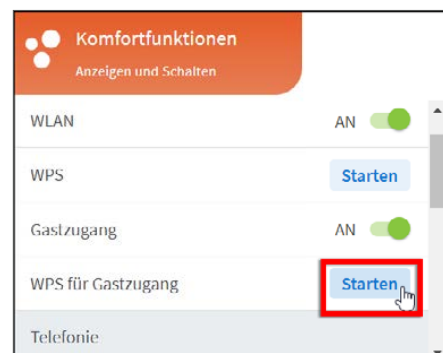 Komfortfunktionen
Anzeigen und Schalten
WLAN AN
WPS Starten
Gastzugang AN
WPS für Gastzugang Starten
Telefonie